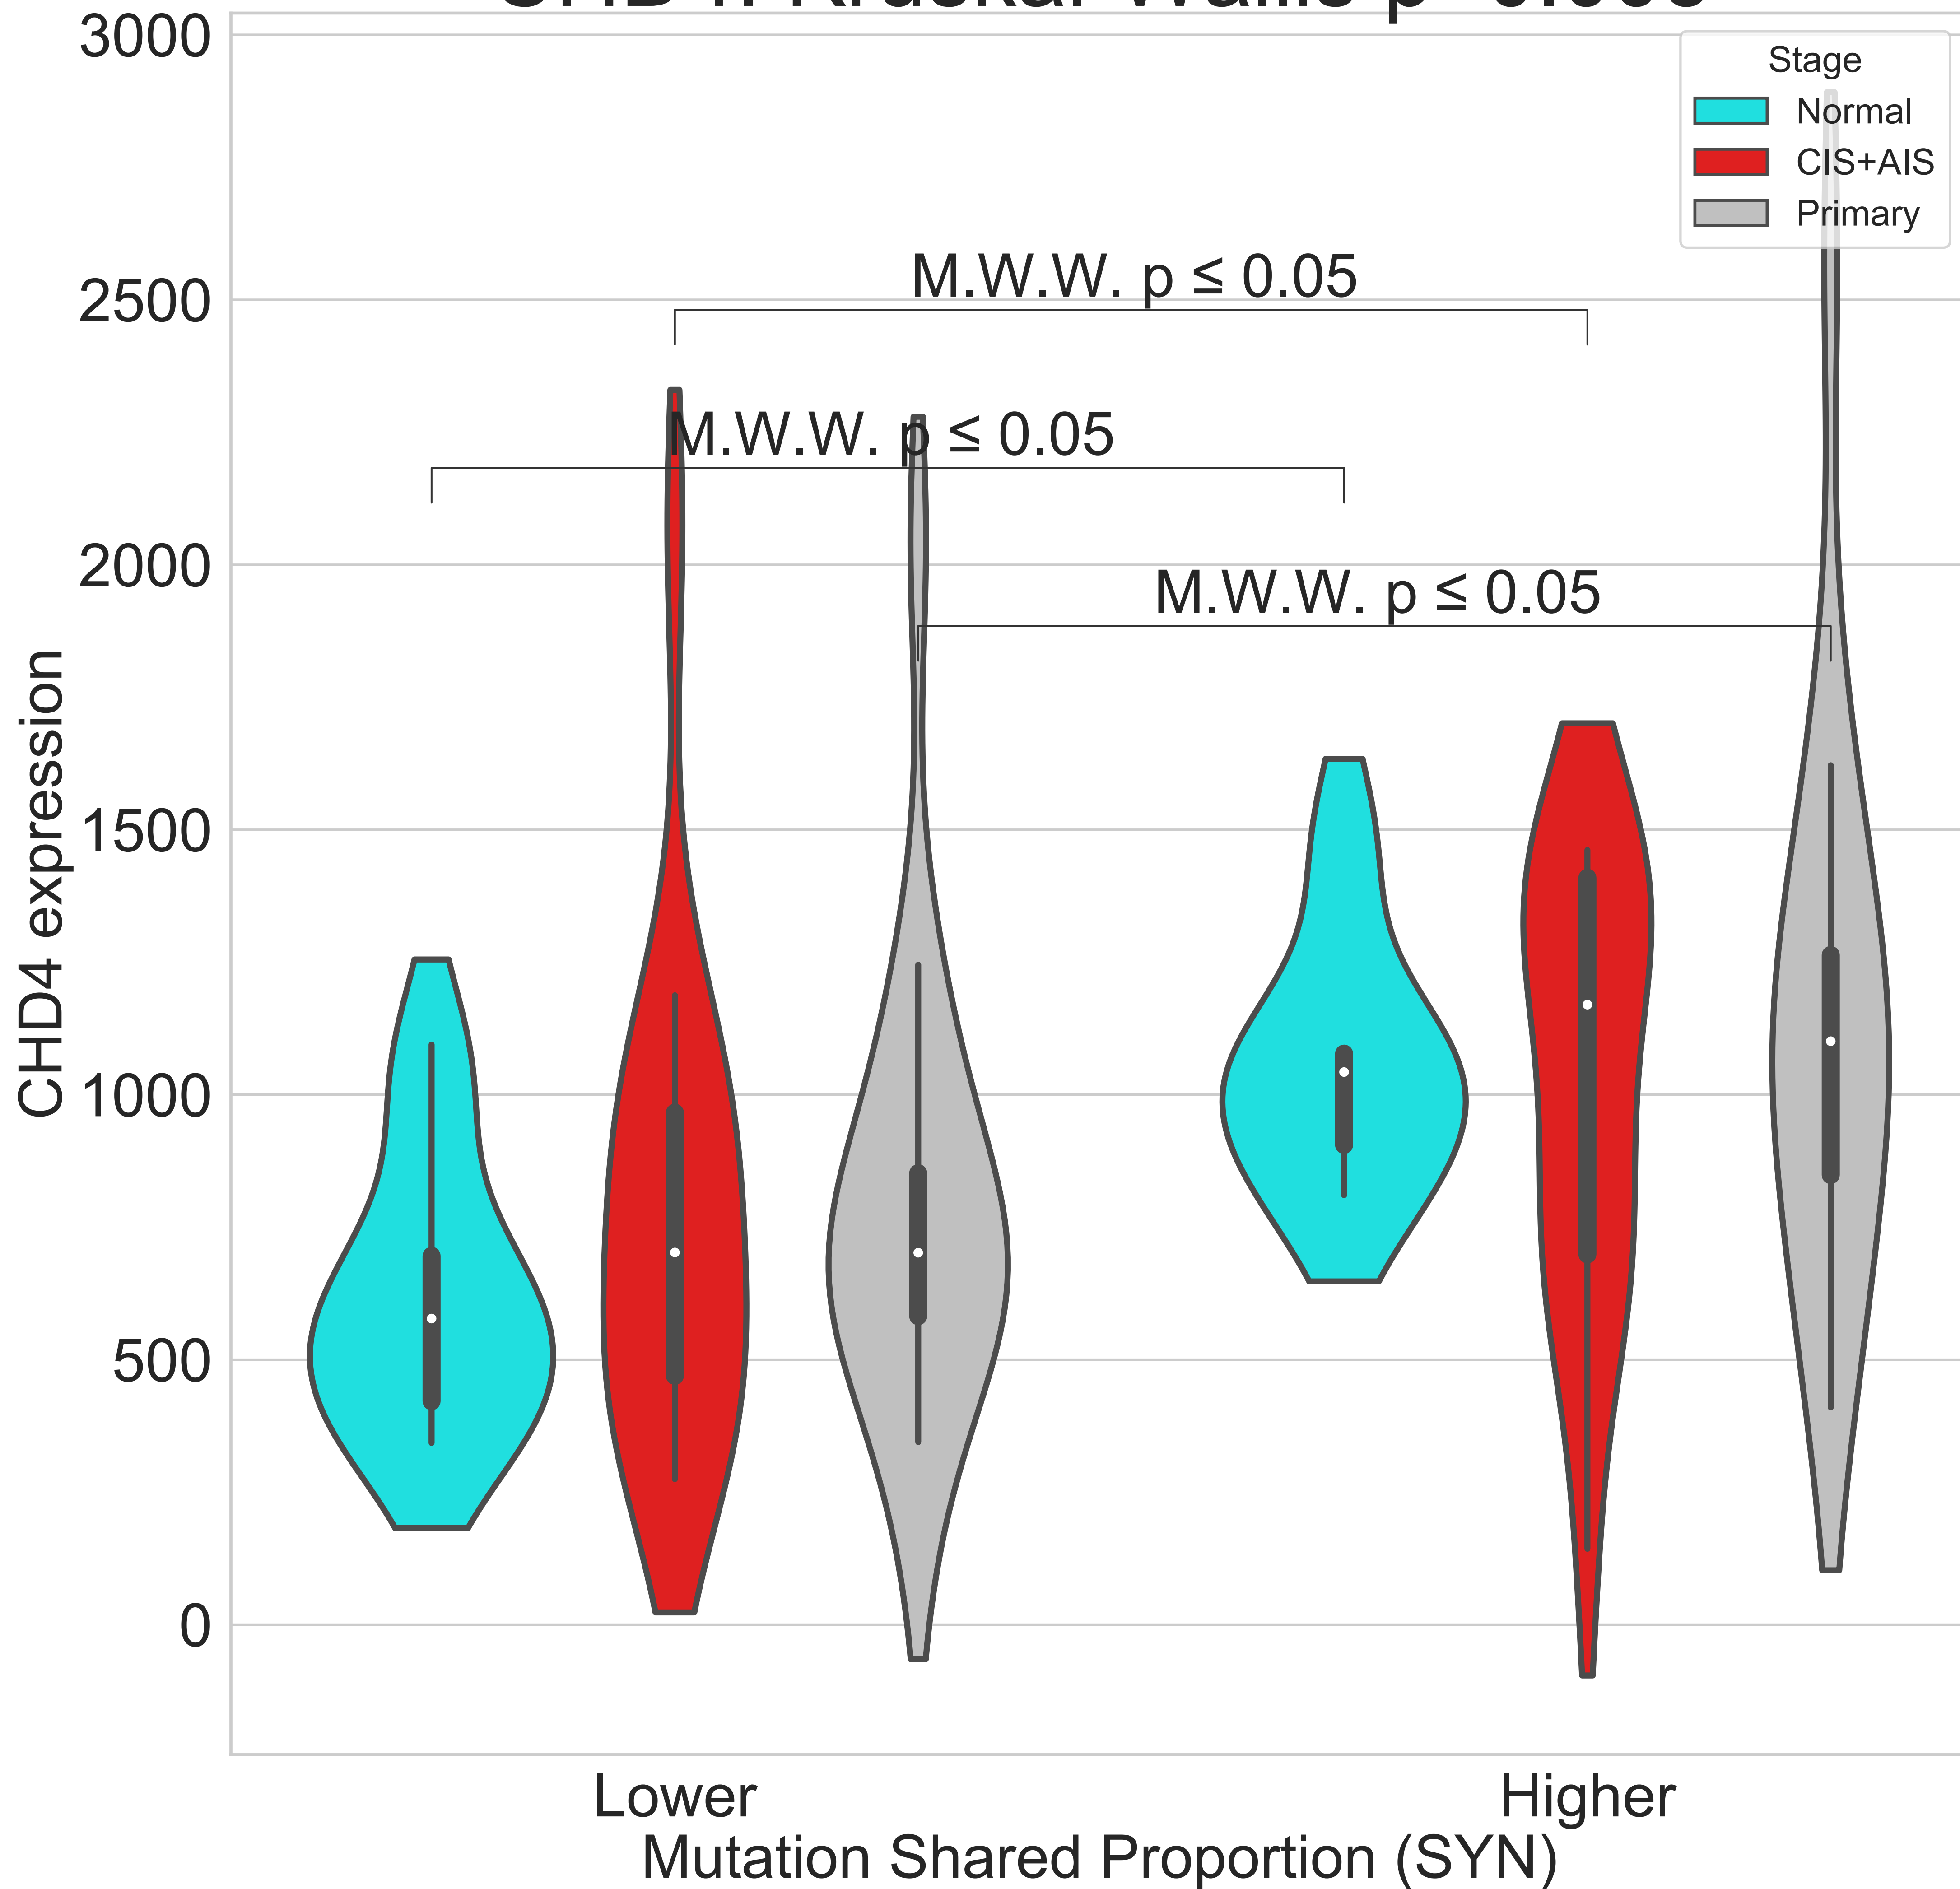 3000
2500
2000
1500
1000
500
0
CHD4 expression
Stage
Normal
CIS+AIS
Primary
M.W.W. p ≤ 0.05
M.W.W. p ≤ 0.05
M.W.W. p ≤ 0.05
Lower
Higher
Mutation Shared Proportion (SYN)